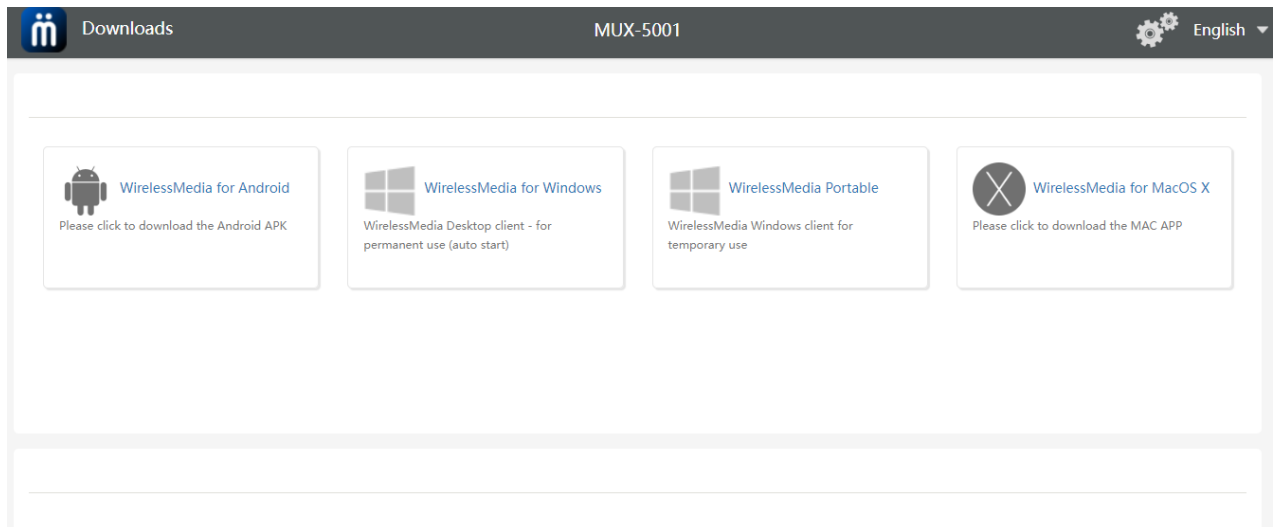 Downloads
MUX-5001
English
WirelessMedia for Android
Please click to download the Android APK
WirelessMedia for Windows
WirelessMedia Desktop client - for
permanent use (auto start)
WirelessMedia Portable
WirelessMedia Windows client for
temporary use
WirelessMedia for MacOS X
Please click to download the MAC APP